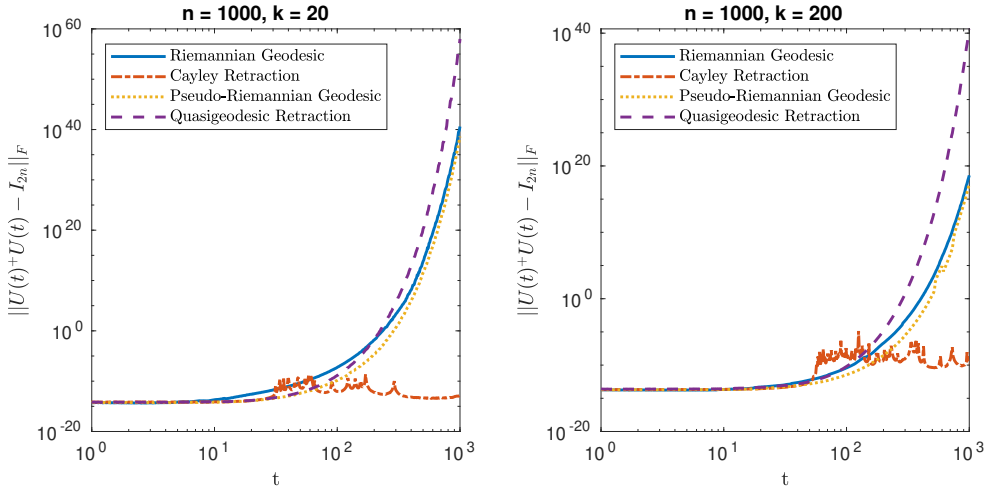 n = 1000, k = 20
10^60
10^40
10^20
10^0
10^-20
||U(t)^+U(t) − I_{2n}||_F
Riemannian Geodesic
Cayley Retraction
Pseudo-Riemannian Geodesic
Quasigeodesic Retraction
10^0
10^1
10^2
10^3
t
n = 1000, k = 200
10^40
10^20
10^0
10^-20
||U(t)^+U(t) − I_{2n}||_F
Riemannian Geodesic
Cayley Retraction
Pseudo-Riemannian Geodesic
Quasigeodesic Retraction
10^0
10^1
10^2
10^3
t